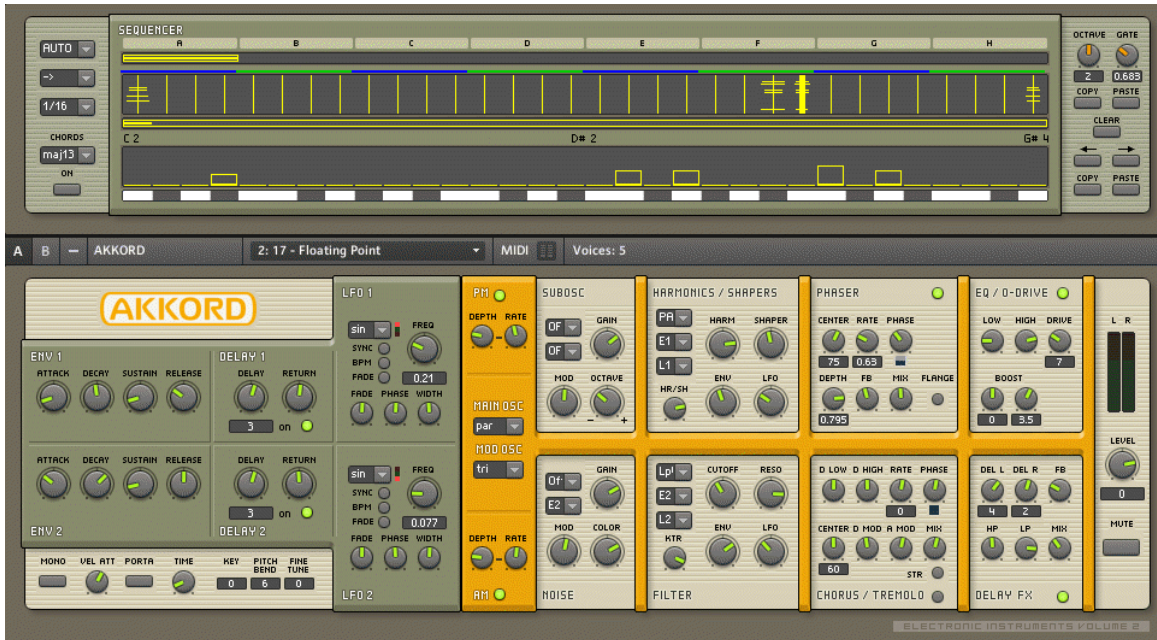 SEQUENCER
A B C D E F G H
AUTO
->
1/16
CHORDS
maj13
ON
C 2 D# 2 G# 4
OCTAVE GATE
2 0.683
COPY PASTE
CLEAR
COPY PASTE
A B AKKORD 2: 17 - Floating Point MIDI Voices: 5
AKKORD
ENV 1
ATTACK DECAY SUSTAIN RELEASE
DELAY 1
DELAY RETURN
3 on
ATTACK DECAY SUSTAIN RELEASE
ENV 2
DELAY RETURN
3 on
DELAY 2
MONO VEL ATT PORTA TIME KEY PITCH BEND FINE TUNE
0 6 0
LFO 1
sin FREQ
SYNC
BPM
FADE 0.21
FADE PHASE WIDTH
sin FREQ
SYNC
BPM
FADE 0.077
FADE PHASE WIDTH
LFO 2
PM
DEPTH RATE
MAIN OSC
par
MOD OSC
tri
DEPTH RATE
AM
SUBOSC
OF GAIN
OF
MOD OCTAVE
- +
Of GAIN
E2
MOD COLOR
NOISE
HARMONICS / SHAPERS
PA HARM SHAPER
E1
L1
HR/SH ENV LFO
Lp! CUTOFF RESO
E2
L2
KTR ENV LFO
FILTER
PHASER
CENTER RATE PHASE
75 0.63
DEPTH FB MIX FLANGE
0.795
D LOW D HIGH RATE PHASE
0
CENTER D MOD A MOD MIX
60
STR
CHORUS / TREMOLO
EQ / O-DRIVE
LOW HIGH DRIVE
7
BOOST
0 3.5
DEL L DEL R FB
4 2
HP LP MIX
DELAY FX
L R
LEVEL
0
MUTE
ELECTRONIC INSTRUMENTS VOLUME 2